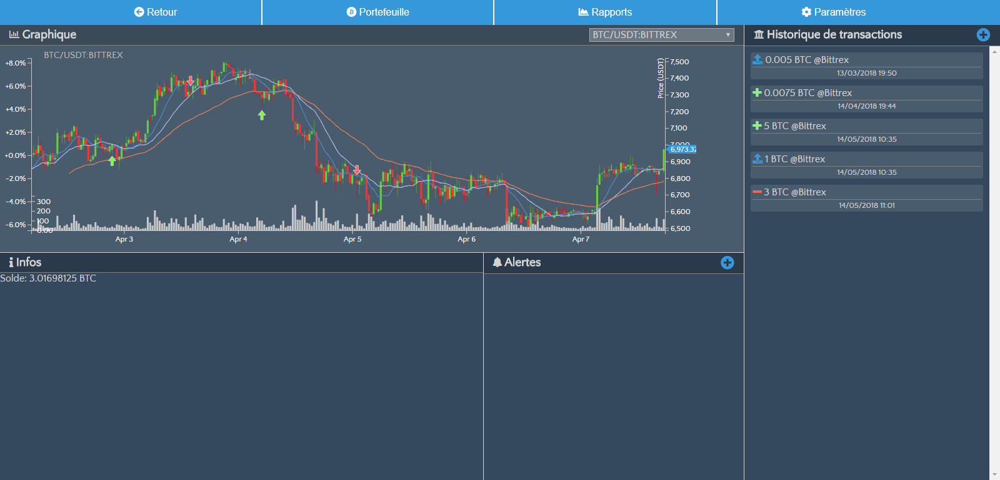 Retour
Portefeuille
Rapports
Paramètres
Graphique
BTC/USDT:BITTREX
Historique de transactions
BTC/USDT:BITTREX
+8.0%
+6.0%
+4.0%
+2.0%
+0.0%
-2.0%
-4.0%
-6.0%
300
200
100
0.00
Price (USDT)
7,500
7,400
7,300
7,200
7,100
7,000
6,973.32
6,900
6,800
6,700
6,600
6,500
Apr 3
Apr 4
Apr 5
Apr 6
Apr 7
0.005 BTC @Bittrex
13/03/2018 19:50
0.0075 BTC @Bittrex
14/04/2018 19:44
5 BTC @Bittrex
14/05/2018 10:35
1 BTC @Bittrex
14/05/2018 10:35
3 BTC @Bittrex
14/05/2018 11:01
Infos
Solde: 3.01698125 BTC
Alertes